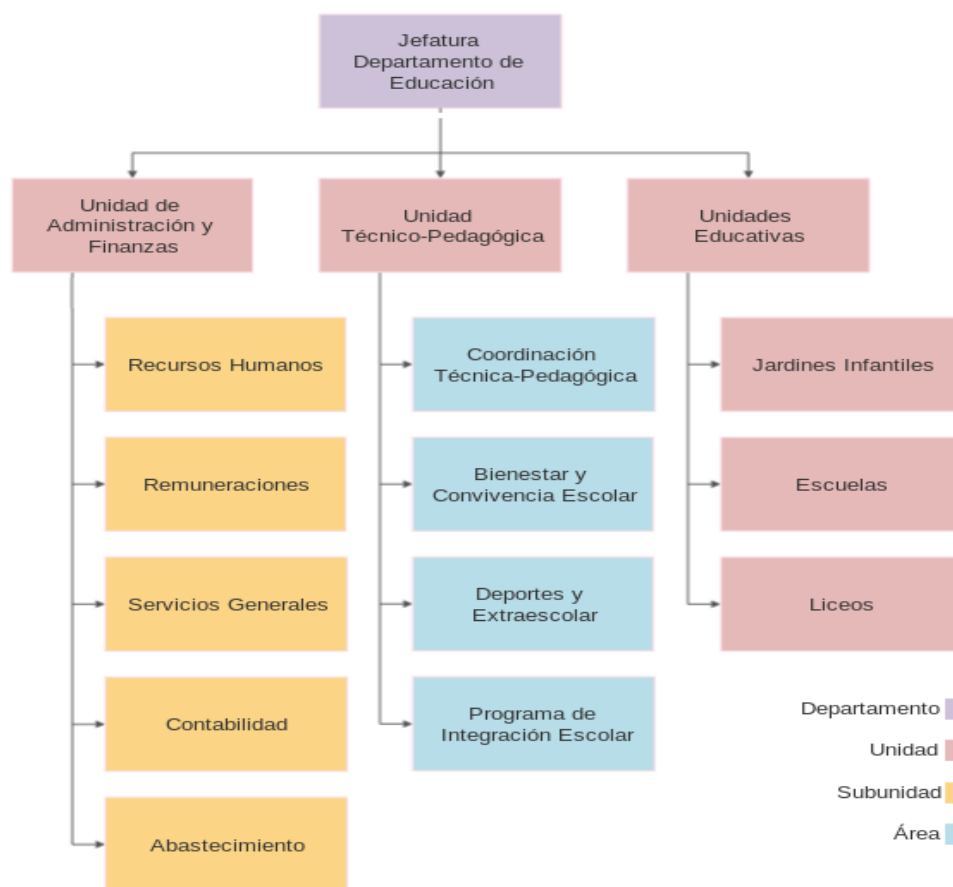 Jefatura
Departamento de
Educación
Unidad de
Administración y
Finanzas
Unidad
Técnico-Pedagógica
Unidades
Educativas
Recursos Humanos
Remuneraciones
Servicios Generales
Contabilidad
Abastecimiento
Coordinación
Técnica-Pedagógica
Bienestar y
Convivencia Escolar
Deportes y
Extraescolar
Programa de
Integración Escolar
Jardines Infantiles
Escuelas
Liceos
Departamento
Unidad
Subunidad
Área